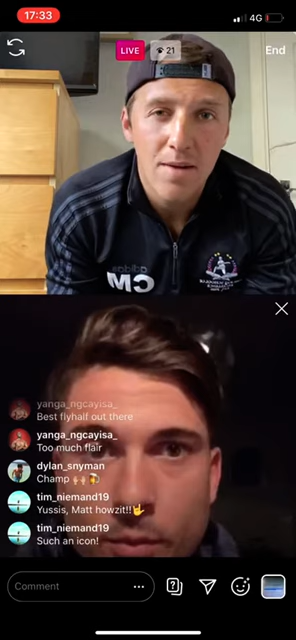 17:33
4G
LIVE
21
End
adidas
CM
yanga_ngcayisa_
Best flyhalf out there
yanga_ngcayisa_
Too much flair
dylan_snyman
Champ 🙌🏼🍻
tim_niemand19
Yussis, Matt howzit!!🤟
tim_niemand19
Such an icon!
Comment